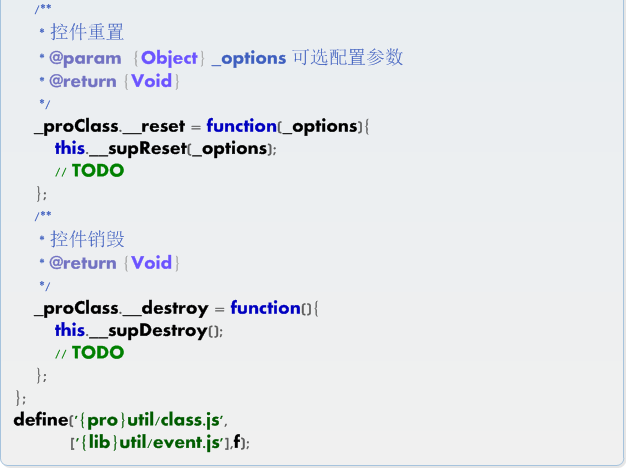 /**
* 控件重置
* @param {Object} _options 可选配置参数
* @return {Void}
*/
_proClass.__reset = function(_options){
this.__supReset(_options);
// TODO
};
/**
* 控件销毁
* @return {Void}
*/
_proClass.__destroy = function(){
this.__supDestroy();
// TODO
};
};
define('{pro}util/class.js',
['{lib}util/event.js'],f);